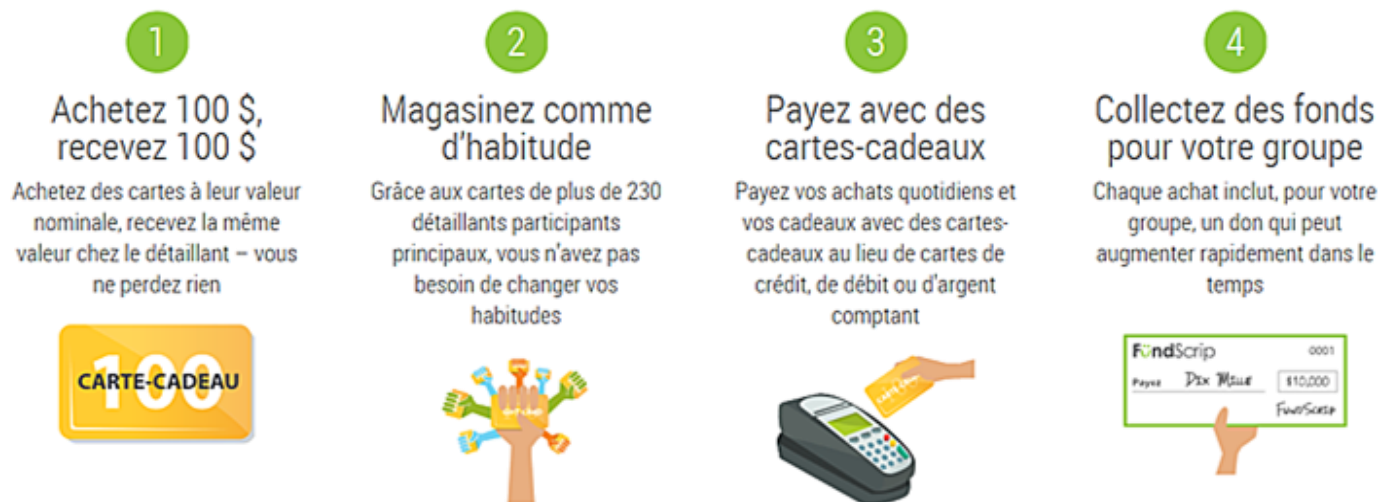 1
Achetez 100 $,
recevez 100 $
Achetez des cartes à leur valeur
nominale, recevez la même
valeur chez le détaillant – vous
ne perdez rien
100
CARTE-CADEAU
2
Magasinez comme
d'habitude
Grâce aux cartes de plus de 230
détaillants participants
principaux, vous n'avez pas
besoin de changer vos
habitudes
3
Payez avec des
cartes-cadeaux
Payez vos achats quotidiens et
vos cadeaux avec des cartes-
cadeaux au lieu de cartes de
crédit, de débit ou d'argent
comptant
4
Collectez des fonds
pour votre groupe
Chaque achat inclut, pour votre
groupe, un don qui peut
augmenter rapidement dans le
temps
FündScrip 0001
Payez Dix Mille $10,000
FundScrip